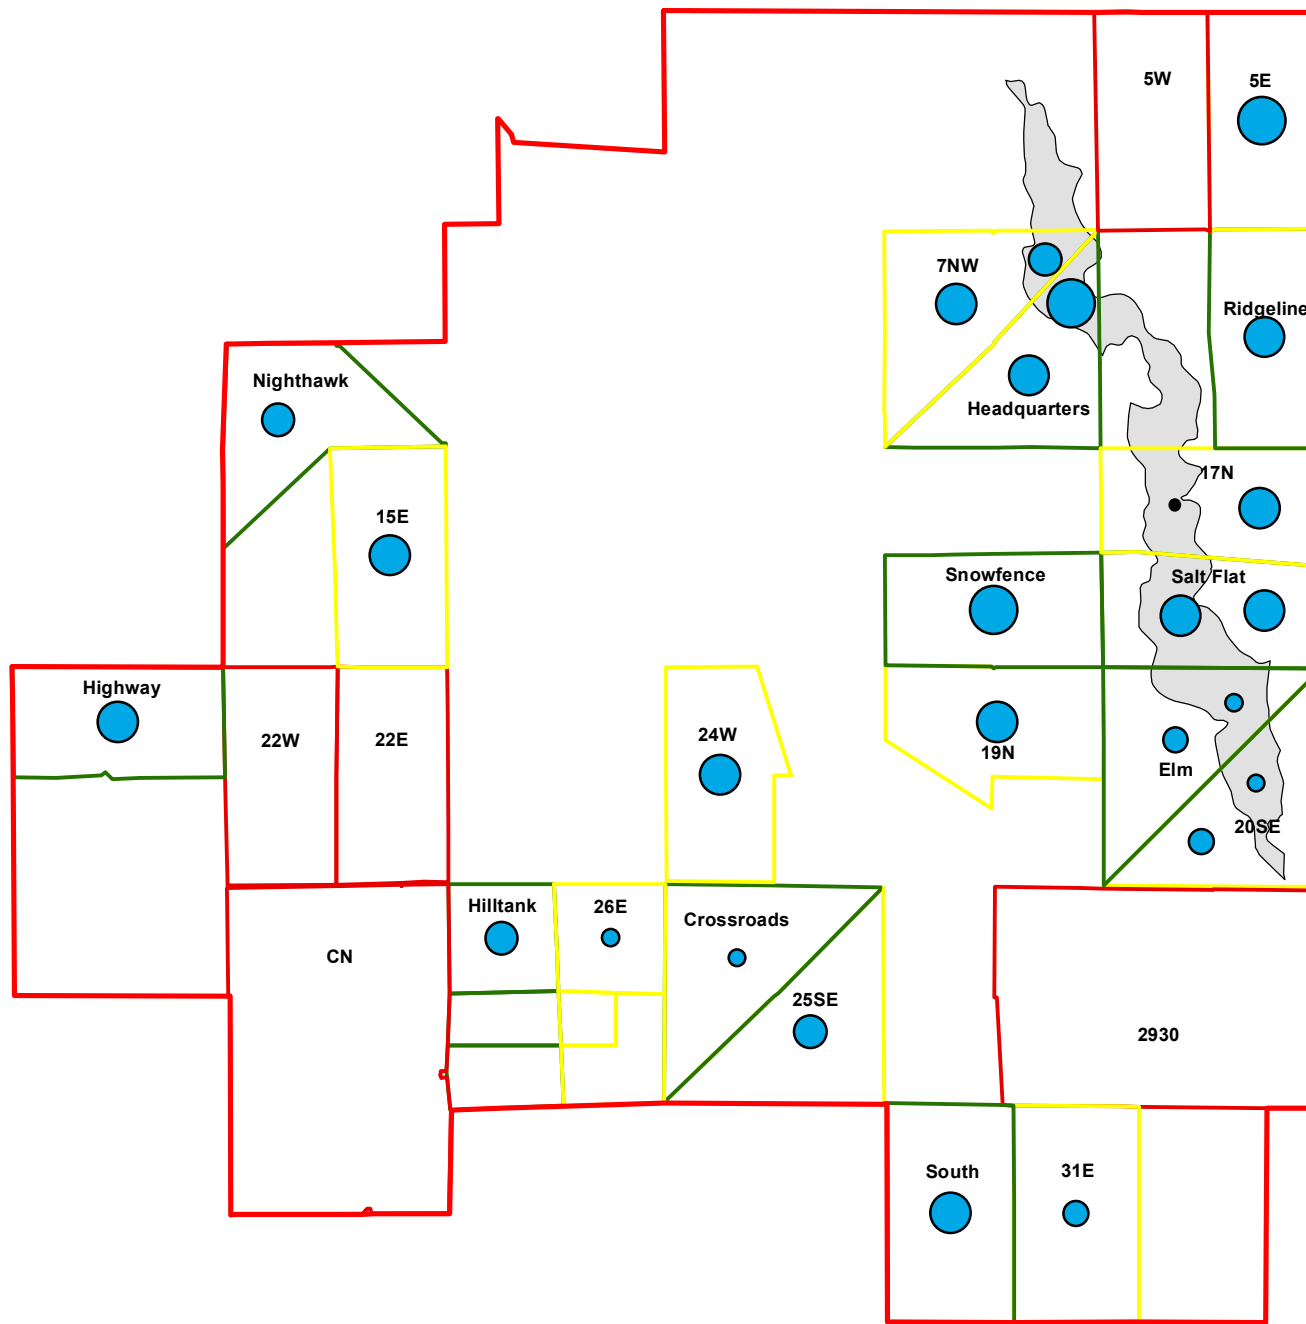 5W
5E
7NW
Ridgeline
Nighthawk
Headquarters
17N
15E
Snowfence
Salt Flat
Highway
22W
22E
24W
19N
Elm
20SE
Hilltank
26E
Crossroads
CN
25SE
2930
South
31E